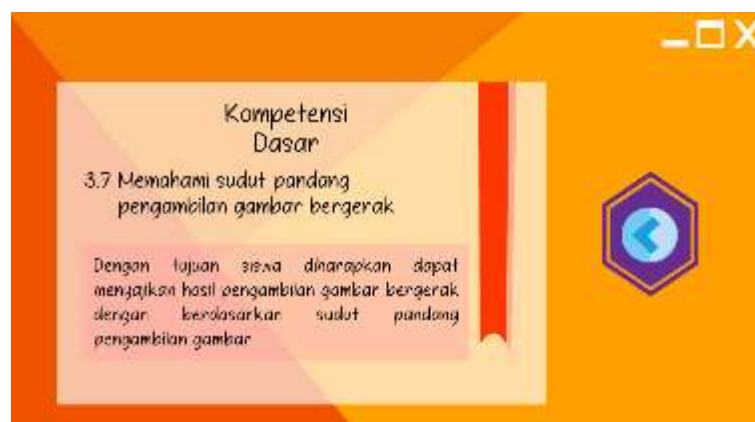 Kompetensi
Dasar
3.7 Memahami sudut pandang
pengambilan gambar bergerak
Dengan tujuan siswa diharapkan dapat
menyajikan hasil pengambilan gambar bergerak
dengan berdasarkan sudut pandang
pengambilan gambar